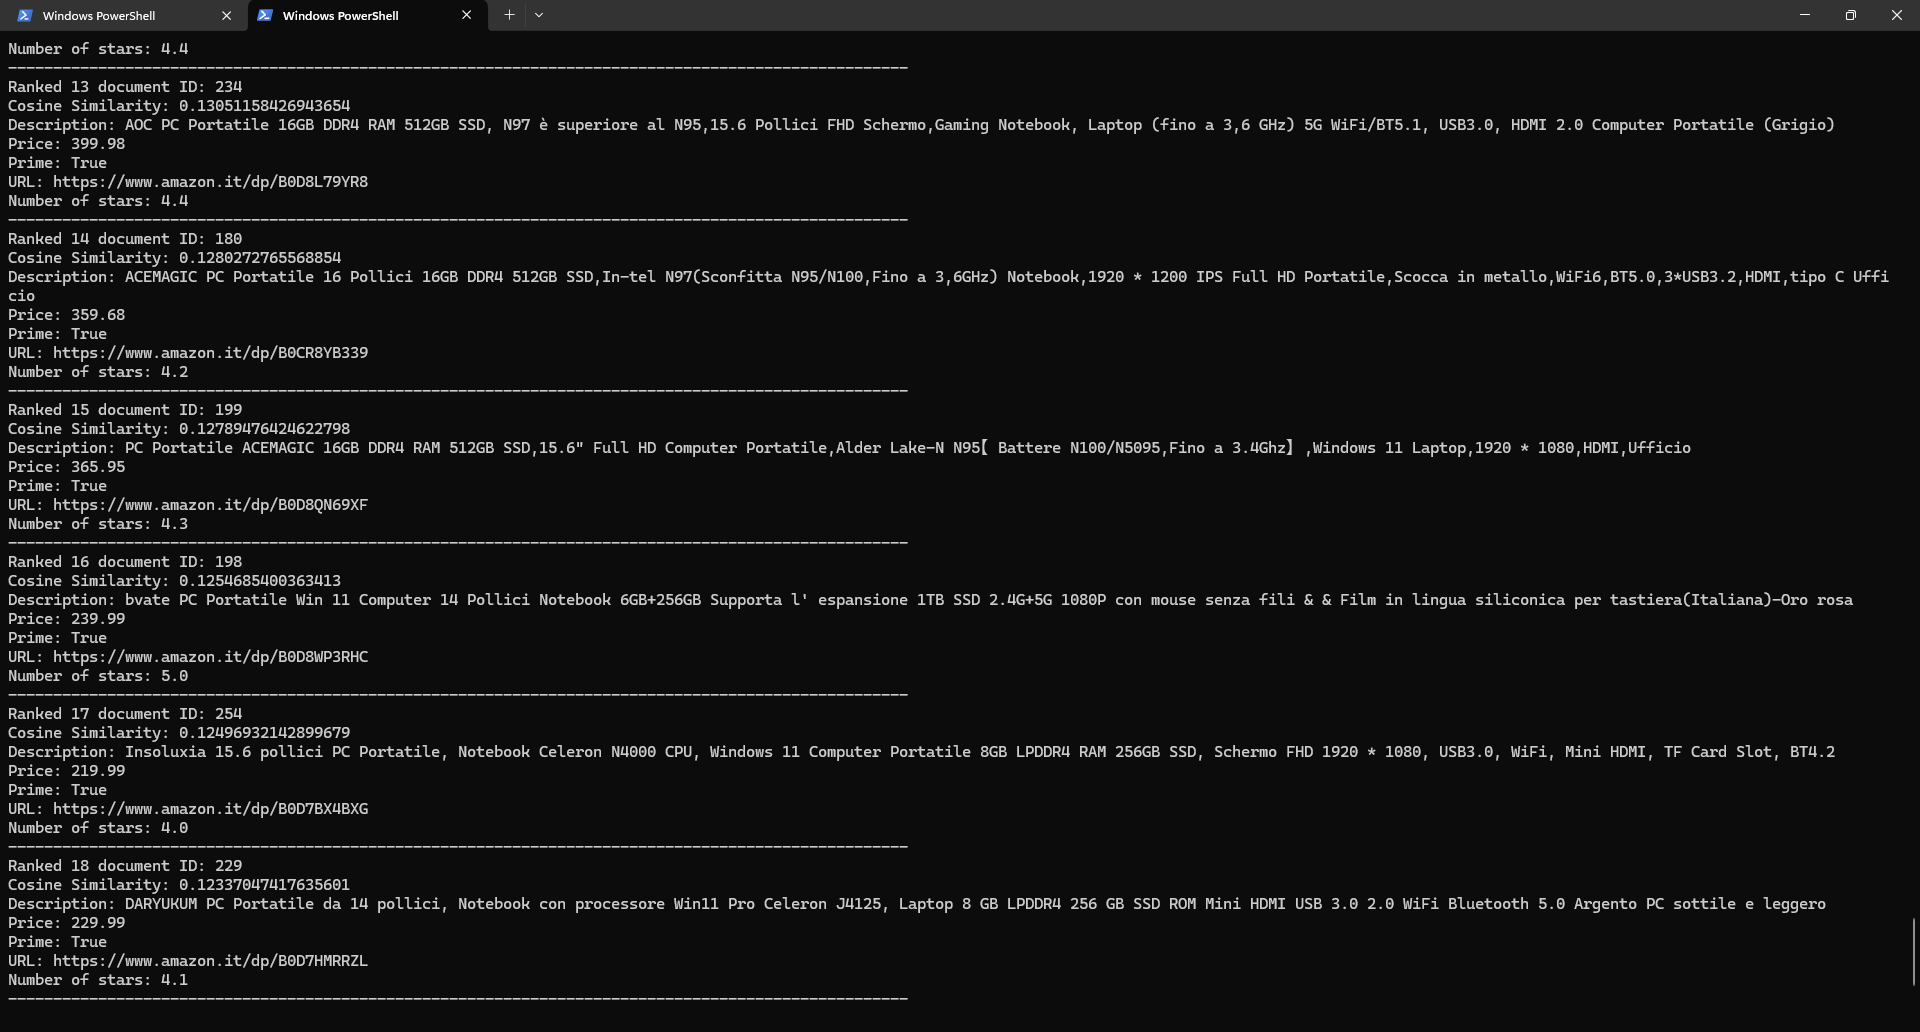 Windows PowerShell
Windows PowerShell
Number of stars: 4.4
----------------------------------------------------------------------------------------------------
Ranked 13 document ID: 234
Cosine Similarity: 0.13051158426943654
Description: AOC PC Portatile 16GB DDR4 RAM 512GB SSD, N97 è superiore al N95,15.6 Pollici FHD Schermo,Gaming Notebook, Laptop (fino a 3,6 GHz) 5G WiFi/BT5.1, USB3.0, HDMI 2.0 Computer Portatile (Grigio)
Price: 399.98
Prime: True
URL: https://www.amazon.it/dp/B0D8L79YR8
Number of stars: 4.4
----------------------------------------------------------------------------------------------------
Ranked 14 document ID: 180
Cosine Similarity: 0.1280272765568854
Description: ACEMAGIC PC Portatile 16 Pollici 16GB DDR4 512GB SSD,In-tel N97(Sconfitta N95/N100,Fino a 3,6GHz) Notebook,1920 * 1200 IPS Full HD Portatile,Scocca in metallo,WiFi6,BT5.0,3*USB3.2,HDMI,tipo C Uffi
cio
Price: 359.68
Prime: True
URL: https://www.amazon.it/dp/B0CR8YB339
Number of stars: 4.2
----------------------------------------------------------------------------------------------------
Ranked 15 document ID: 199
Cosine Similarity: 0.12789476424622798
Description: PC Portatile ACEMAGIC 16GB DDR4 RAM 512GB SSD,15.6" Full HD Computer Portatile,Alder Lake-N N95【 Battere N100/N5095,Fino a 3.4Ghz】 ,Windows 11 Laptop,1920 * 1080,HDMI,Ufficio
Price: 365.95
Prime: True
URL: https://www.amazon.it/dp/B0D8QN69XF
Number of stars: 4.3
----------------------------------------------------------------------------------------------------
Ranked 16 document ID: 198
Cosine Similarity: 0.1254685400363413
Description: bvate PC Portatile Win 11 Computer 14 Pollici Notebook 6GB+256GB Supporta l' espansione 1TB SSD 2.4G+5G 1080P con mouse senza fili & & Film in lingua siliconica per tastiera(Italiana)-Oro rosa
Price: 239.99
Prime: True
URL: https://www.amazon.it/dp/B0D8WP3RHC
Number of stars: 5.0
----------------------------------------------------------------------------------------------------
Ranked 17 document ID: 254
Cosine Similarity: 0.12496932142899679
Description: Insoluxia 15.6 pollici PC Portatile, Notebook Celeron N4000 CPU, Windows 11 Computer Portatile 8GB LPDDR4 RAM 256GB SSD, Schermo FHD 1920 * 1080, USB3.0, WiFi, Mini HDMI, TF Card Slot, BT4.2
Price: 219.99
Prime: True
URL: https://www.amazon.it/dp/B0D7BX4BXG
Number of stars: 4.0
----------------------------------------------------------------------------------------------------
Ranked 18 document ID: 229
Cosine Similarity: 0.12337047417635601
Description: DARYUKUM PC Portatile da 14 pollici, Notebook con processore Win11 Pro Celeron J4125, Laptop 8 GB LPDDR4 256 GB SSD ROM Mini HDMI USB 3.0 2.0 WiFi Bluetooth 5.0 Argento PC sottile e leggero
Price: 229.99
Prime: True
URL: https://www.amazon.it/dp/B0D7HMRRZL
Number of stars: 4.1
----------------------------------------------------------------------------------------------------